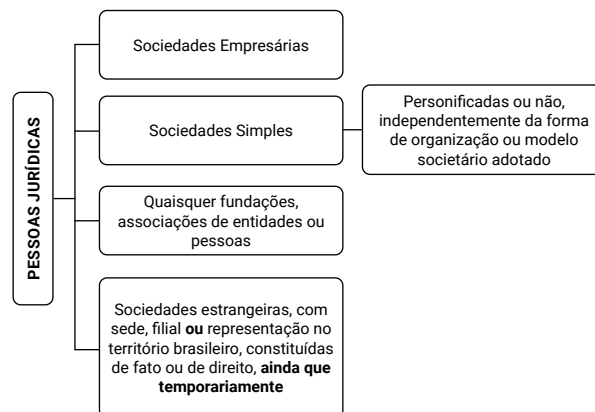 PESSOAS JURÍDICAS
Sociedades Empresárias
Sociedades Simples
Personificadas ou não,
independentemente da forma
de organização ou modelo
societário adotado
Quaisquer fundações,
associações de entidades ou
pessoas
Sociedades estrangeiras, com
sede, filial ou representação no
território brasileiro, constituídas
de fato ou de direito, ainda que
temporariamente